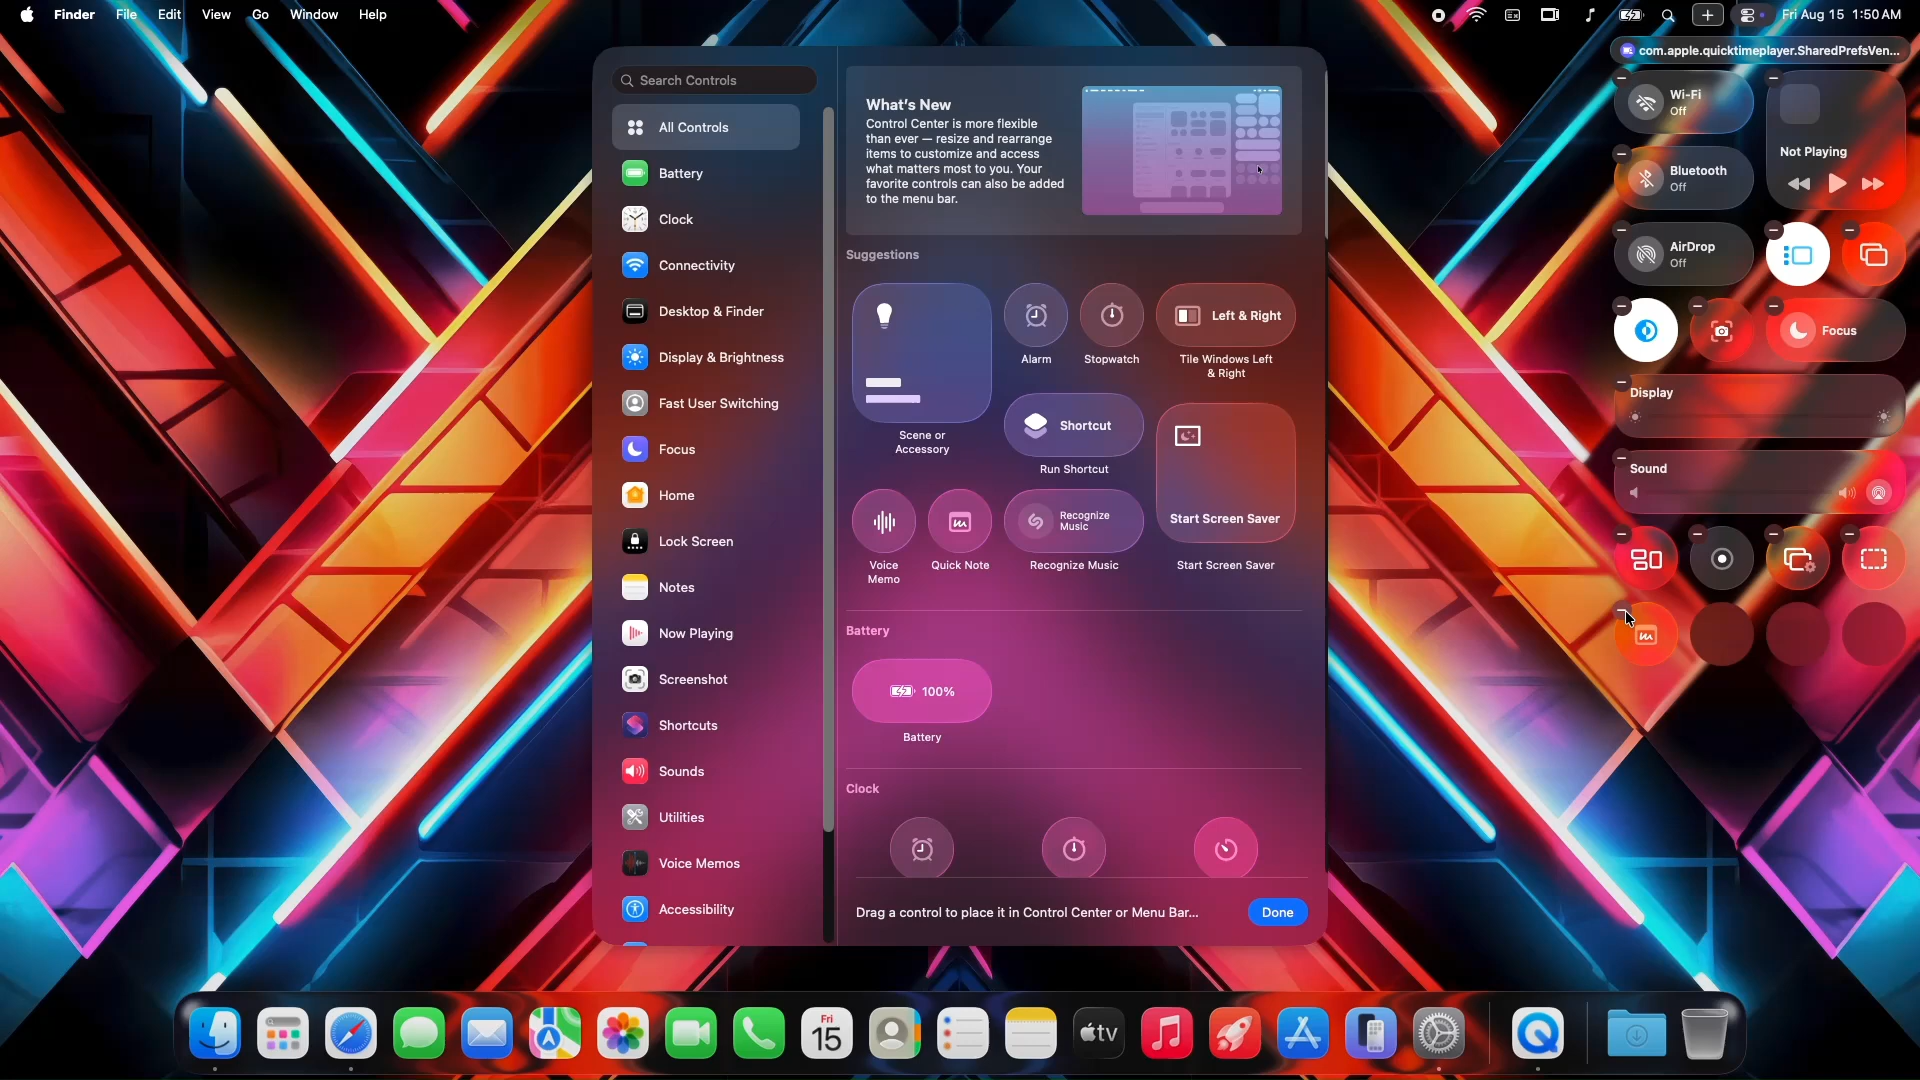 Finder File Edit View Go Window Help
Fri Aug 15 1:50 AM
com.apple.quicktimeplayer.SharedPrefsVen...
Search Controls
All Controls
Battery
Clock
Connectivity
Desktop & Finder
Display & Brightness
Fast User Switching
Focus
Home
Lock Screen
Notes
Now Playing
Screenshot
Shortcuts
Sounds
Utilities
Voice Memos
Accessibility
What's New
Control Center is more flexible
than ever — resize and rearrange
items to customize and access
what matters most to you. Your
favorite controls can also be added
to the menu bar.
Suggestions
Scene or
Accessory
Alarm
Stopwatch
Left & Right
Tile Windows Left
& Right
Shortcut
Run Shortcut
Start Screen Saver
Start Screen Saver
Voice
Memo
Quick Note
Recognize
Music
Recognize Music
Battery
100%
Battery
Clock
Drag a control to place it in Control Center or Menu Bar...
Done
Wi-Fi
Off
Not Playing
Bluetooth
Off
AirDrop
Off
Focus
Display
Sound
Fri
15
tv